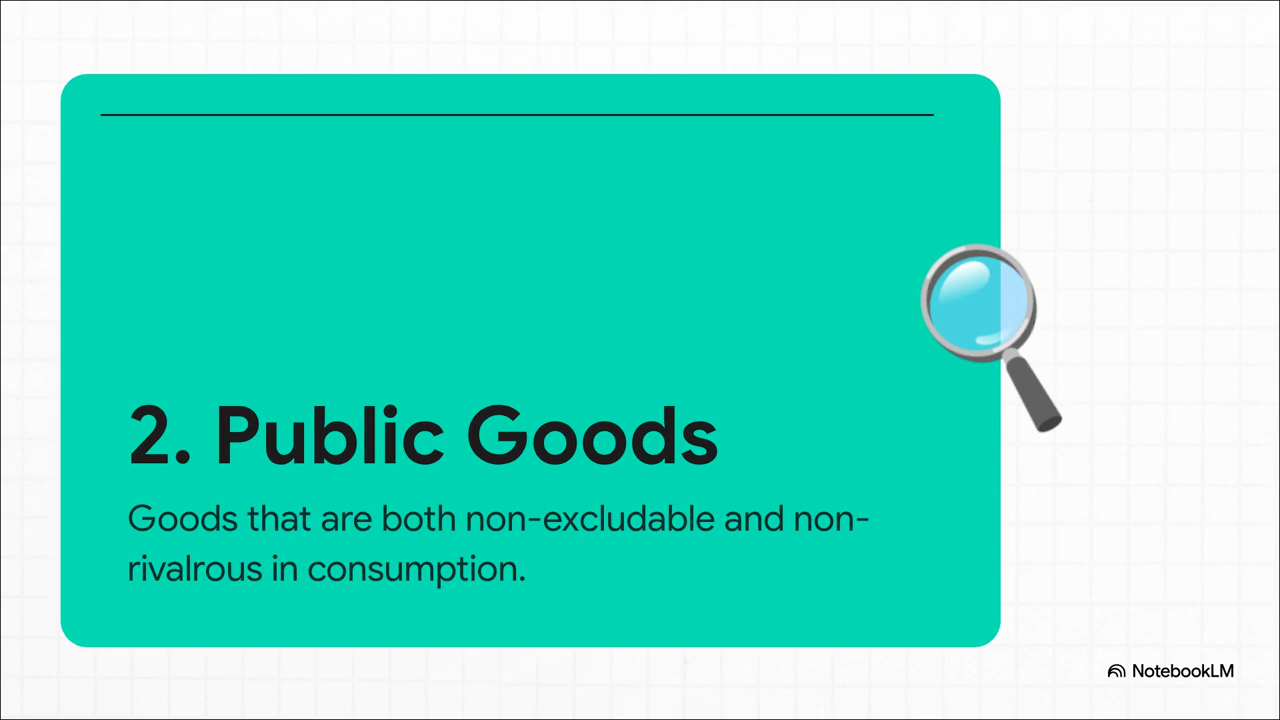 2. Public Goods
Goods that are both non-excludable and non-
rivalrous in consumption.
NotebookLM